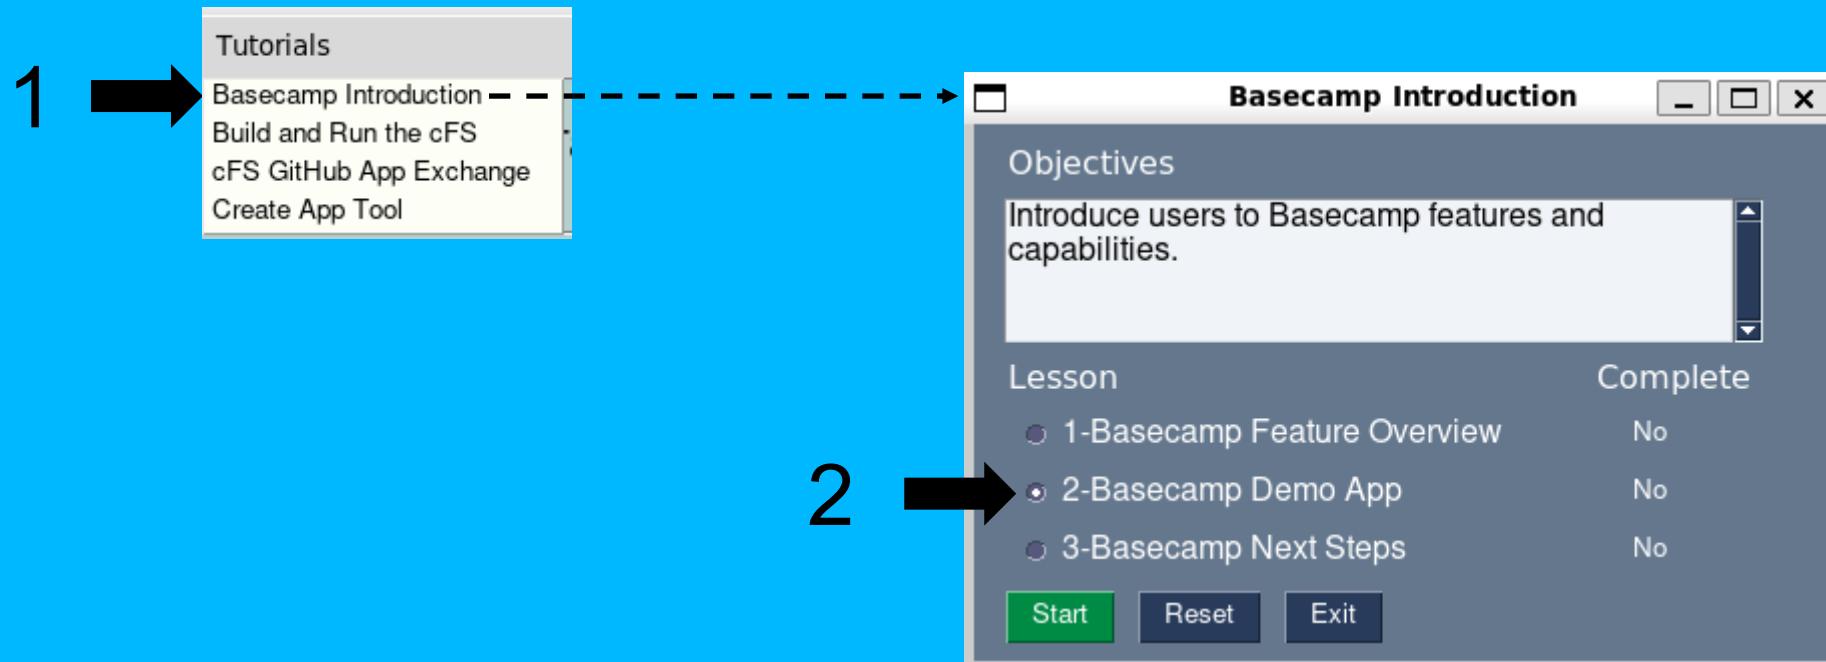 1
Tutorials
Basecamp Introduction
Build and Run the cFS
cFS GitHub App Exchange
Create App Tool
Basecamp Introduction
Objectives
Introduce users to Basecamp features and
capabilities.
Lesson Complete
1-Basecamp Feature Overview No
2
2-Basecamp Demo App No
3-Basecamp Next Steps No
Start Reset Exit